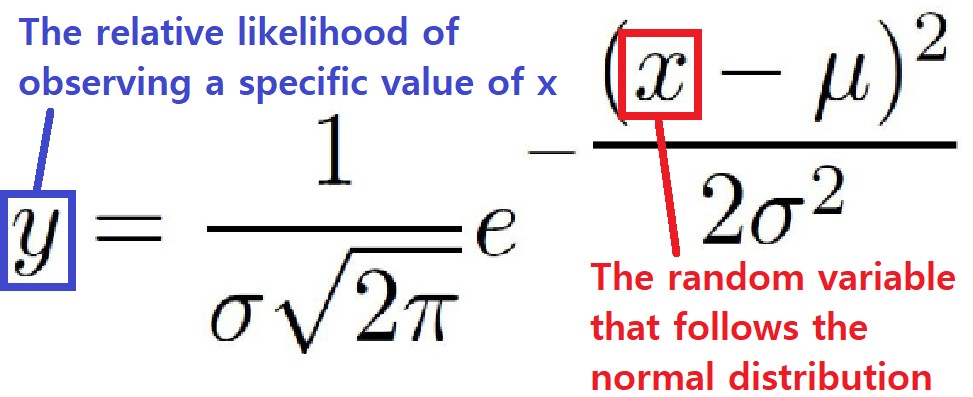 The relative likelihood of
observing a specific value of x
y = \frac{1}{\sigma\sqrt{2\pi}} e^{-\frac{(x - \mu)^2}{2\sigma^2}}
The random variable
that follows the
normal distribution